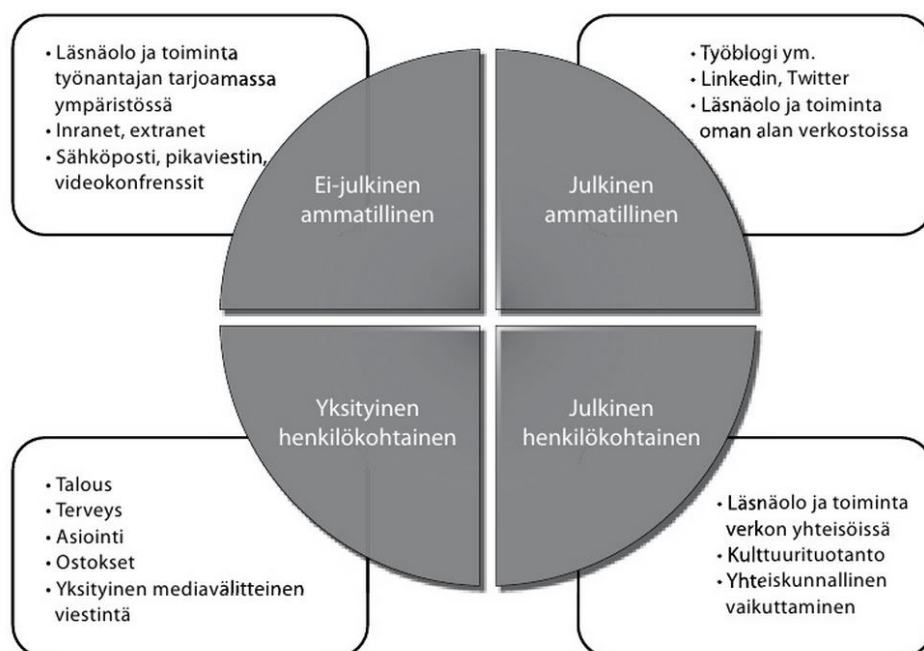 • Läsnäolo ja toiminta
työnantajan tarjoamassa
ympäristössä
• Inranet, extranet
• Sähköposti, pikaviestin,
videokonfrenssit
• Työblogi ym.
• Linkedin, Twitter
• Läsnäolo ja toiminta
oman alan verkostoissa
Ei-julkinen
ammatillinen
Julkinen
ammatillinen
Yksityinen
henkilökohtainen
Julkinen
henkilökohtainen
• Talous
• Terveys
• Asiointi
• Ostokset
• Yksityinen mediavälitteinen
viestintä
• Läsnäolo ja toiminta
verkon yhteisöissä
• Kulttuurituotanto
• Yhteiskunnallinen
vaikuttaminen